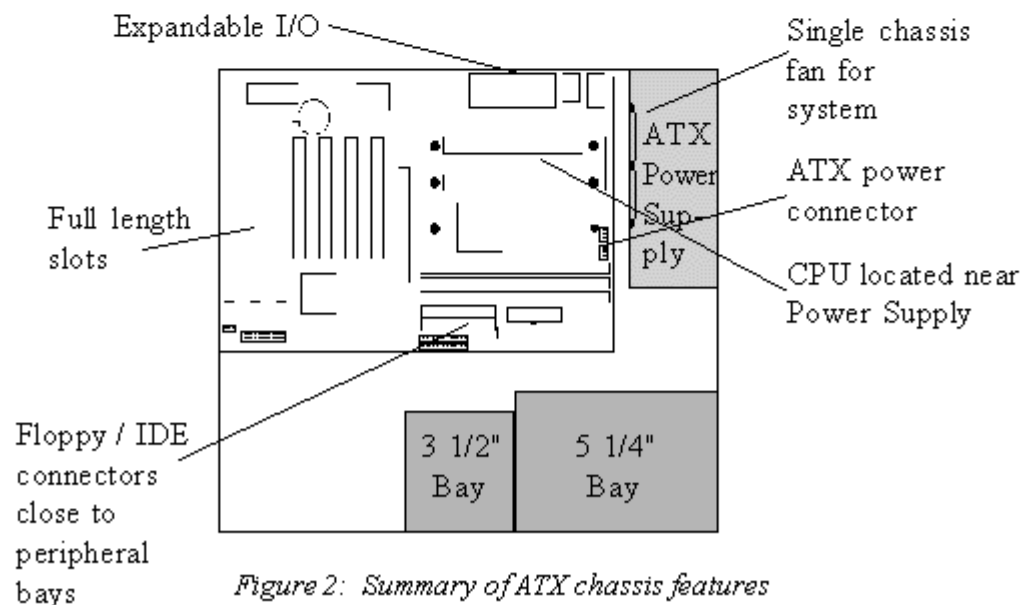 Expandable I/O
Single chassis
fan for
system
ATX
Power
Sup-
ply
ATX power
connector
Full length
slots
CPU located near
Power Supply
Floppy / IDE
connectors
close to
peripheral
bays
3 1/2"
Bay
5 1/4"
Bay
Figure 2: Summary of ATX chassis features